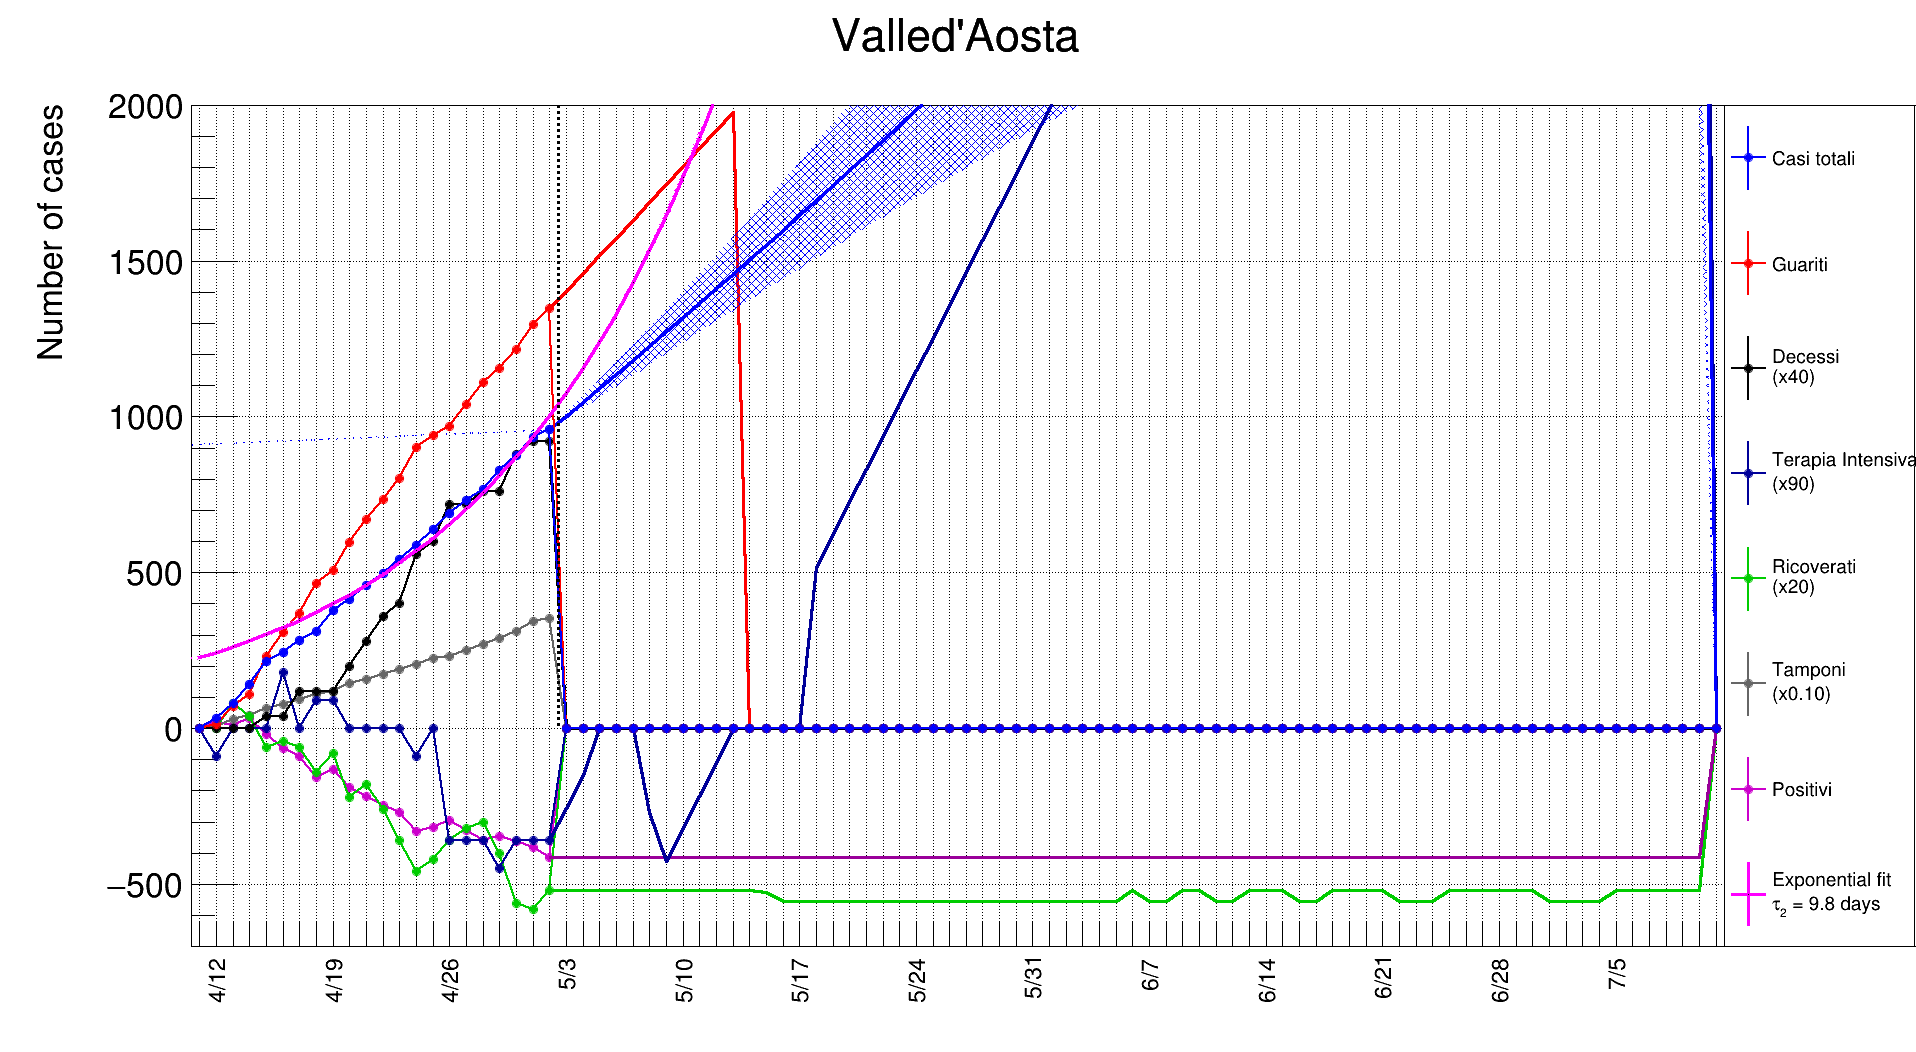 Valled'Aosta
Number of cases
2000
1500
1000
500
0
−500
4/12
4/19
4/26
5/3
5/10
5/17
5/24
5/31
6/7
6/14
6/21
6/28
7/5
Casi totali
Guariti
Decessi
(x40)
Terapia Intensiva
(x90)
Ricoverati
(x20)
Tamponi
(x0.10)
Positivi
Exponential fit
τ2 = 9.8 days